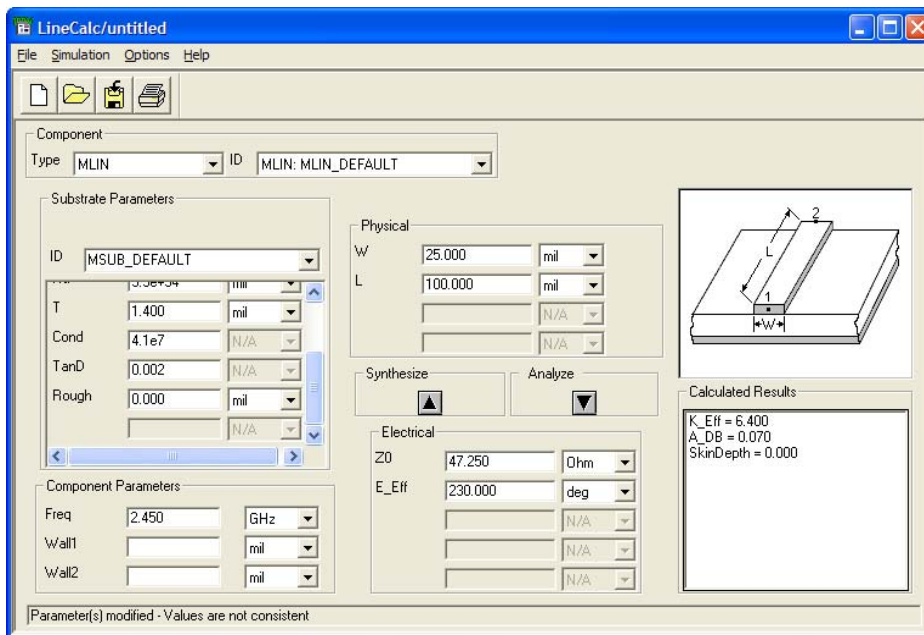 LineCalc/untitled
File Simulation Options Help
Component
Type MLIN ID MLIN: MLIN_DEFAULT
Substrate Parameters
ID MSUB_DEFAULT
mil
T 1.400 mil
Cond 4.1e7 N/A
TanD 0.002 N/A
Rough 0.000 mil
N/A
Physical
W 25.000 mil
L 100.000 mil
N/A
N/A
Synthesize Analyze
Electrical
Z0 47.250 Ohm
E_Eff 230.000 deg
N/A
N/A
N/A
Component Parameters
Freq 2.450 GHz
Wall1 mil
Wall2 mil
2
L
1
W
Calculated Results
K_Eff = 6.400
A_DB = 0.070
SkinDepth = 0.000
Parameter(s) modified - Values are not consistent